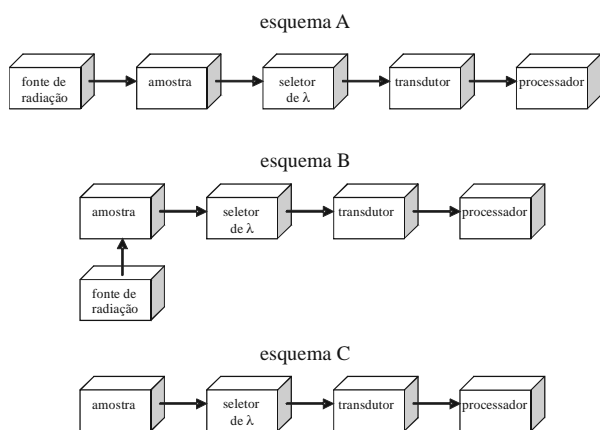 esquema A
fonte de
radiação
amostra
seletor
de λ
transdutor
processador
esquema B
amostra
seletor
de λ
transdutor
processador
fonte de
radiação
esquema C
amostra
seletor
de λ
transdutor
processador